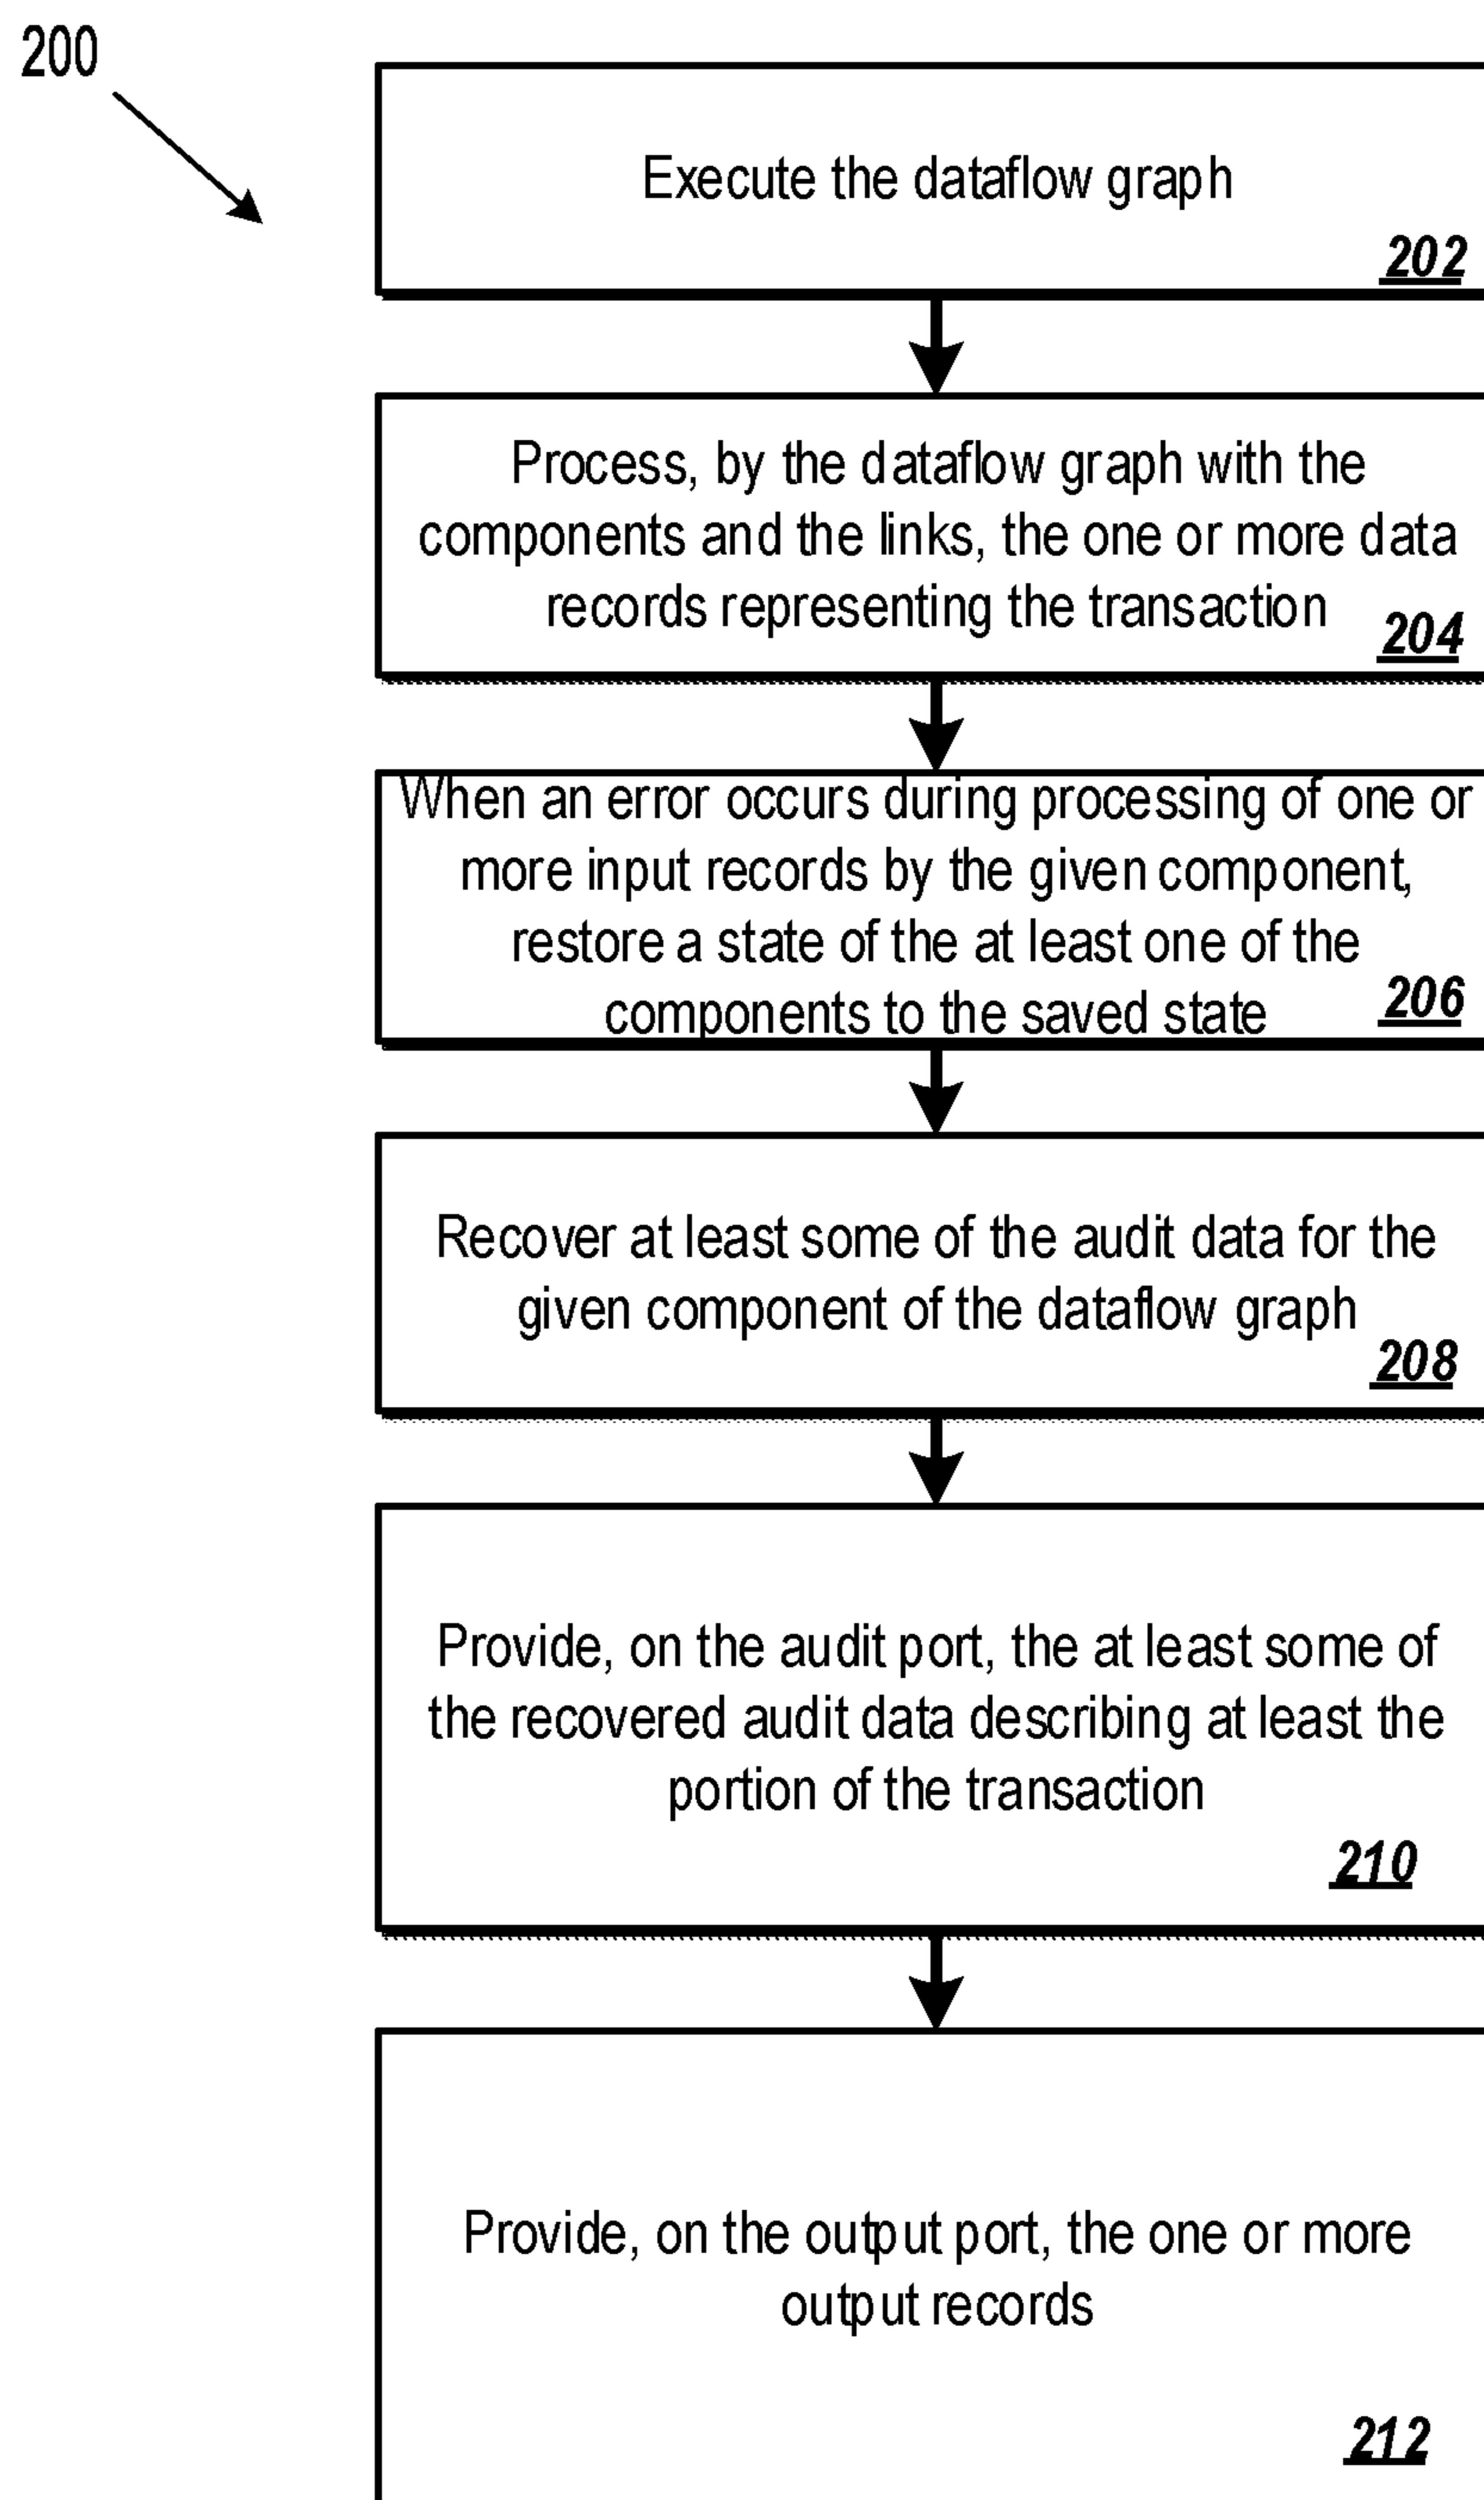 200
Execute the dataflow graph
202
Process, by the dataflow graph with the
components and the links, the one or more data
records representing the transaction
204
When an error occurs during processing of one or
more input records by the given component,
restore a state of the at least one of the
components to the saved state
206
Recover at least some of the audit data for the
given component of the dataflow graph
208
Provide, on the audit port, the at least some of
the recovered audit data describing at least the
portion of the transaction
210
Provide, on the output port, the one or more
output records
212